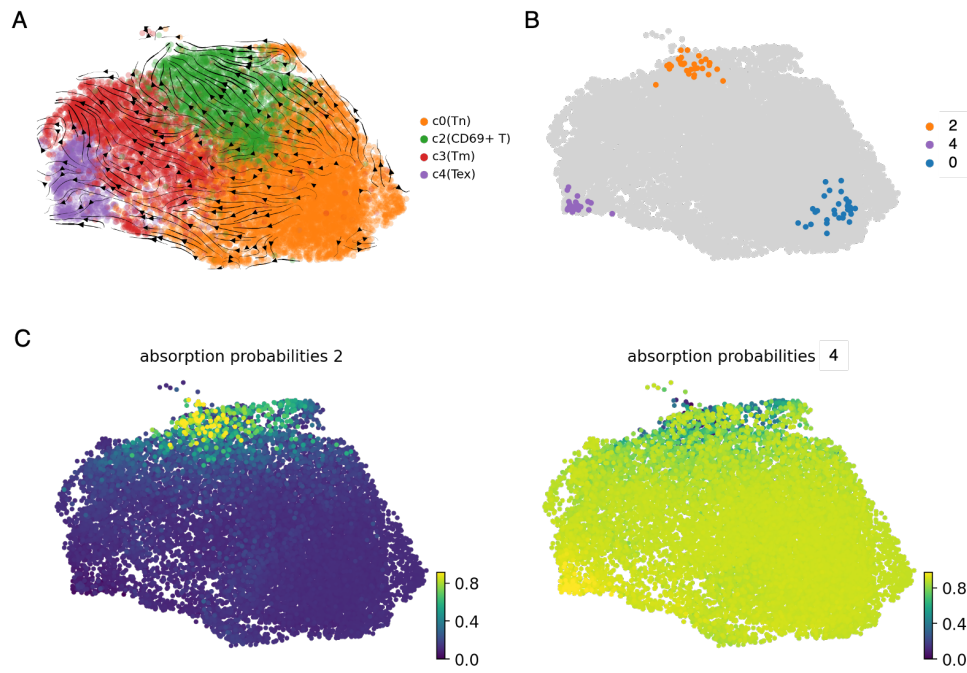 A
c0(Tn)
c2(CD69+ T)
c3(Tm)
c4(Tex)
B
2
4
0
C
absorption probabilities 2
0.8
0.4
0.0
absorption probabilities 4
0.8
0.4
0.0